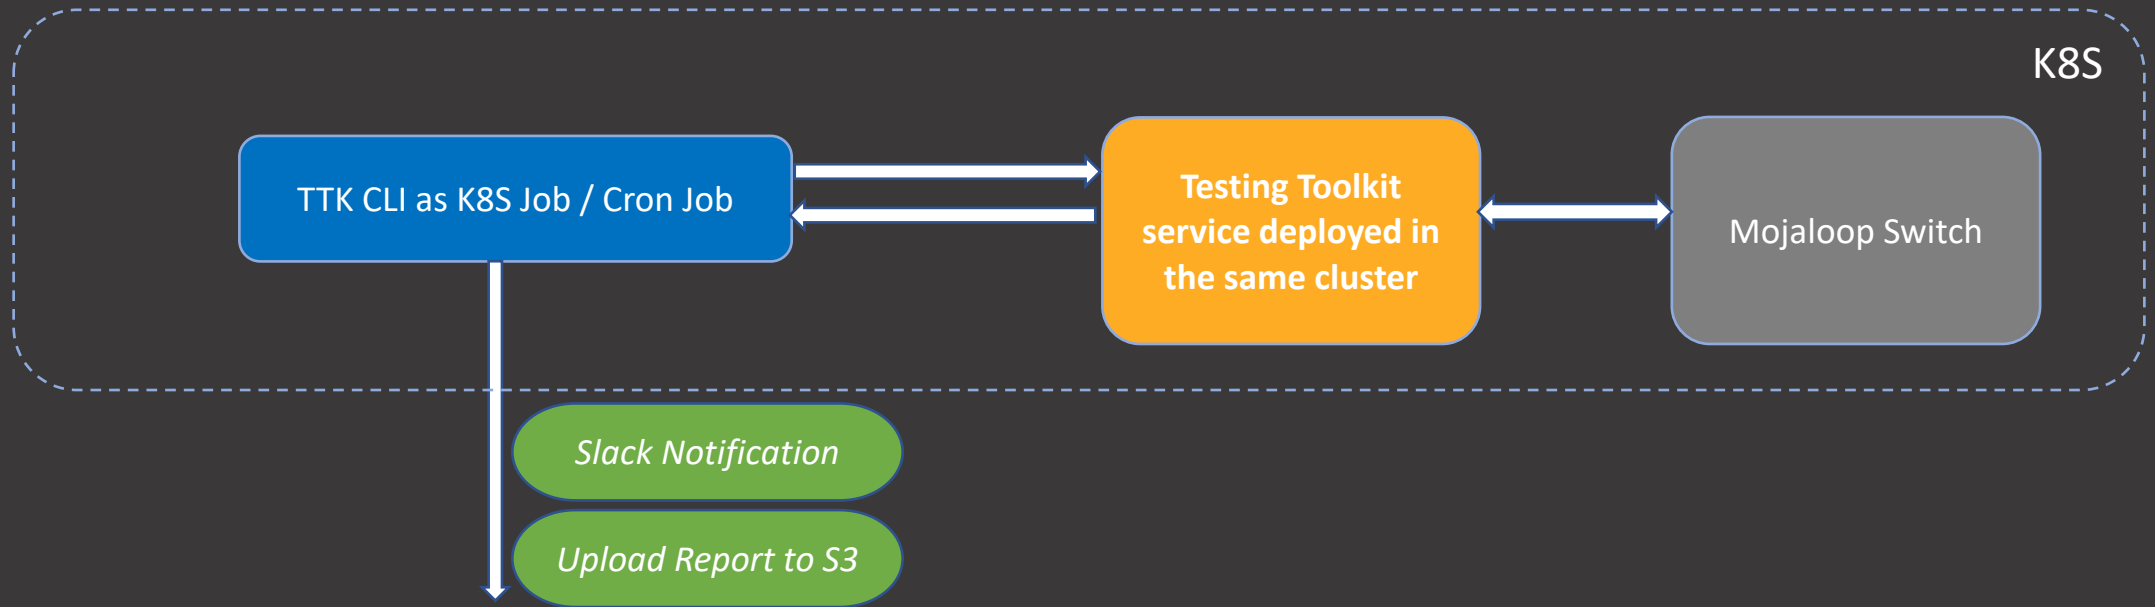 K8S
TTK CLI as K8S Job / Cron Job
Testing Toolkit
service deployed in
the same cluster
Mojaloop Switch
Slack Notification
Upload Report to S3